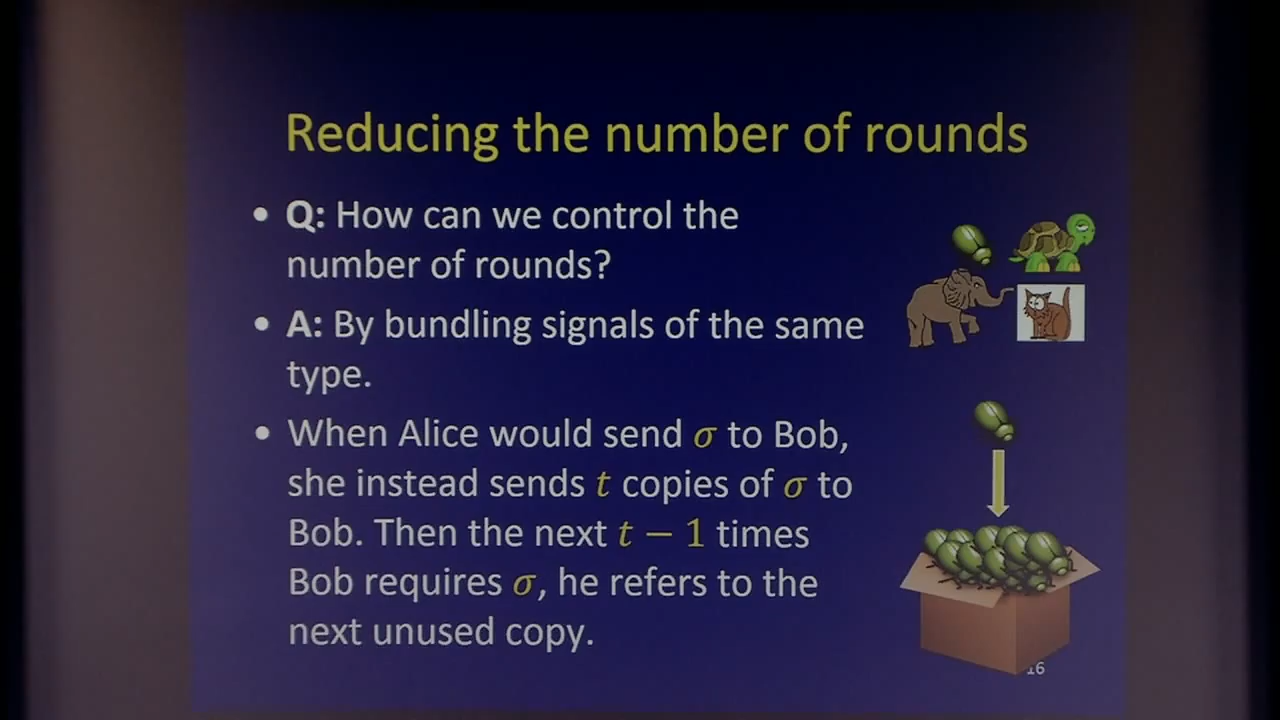 Reducing the number of rounds
• Q: How can we control the
number of rounds?
• A: By bundling signals of the same
type.
• When Alice would send σ to Bob,
she instead sends t copies of σ to
Bob. Then the next t − 1 times
Bob requires σ, he refers to the
next unused copy.
16